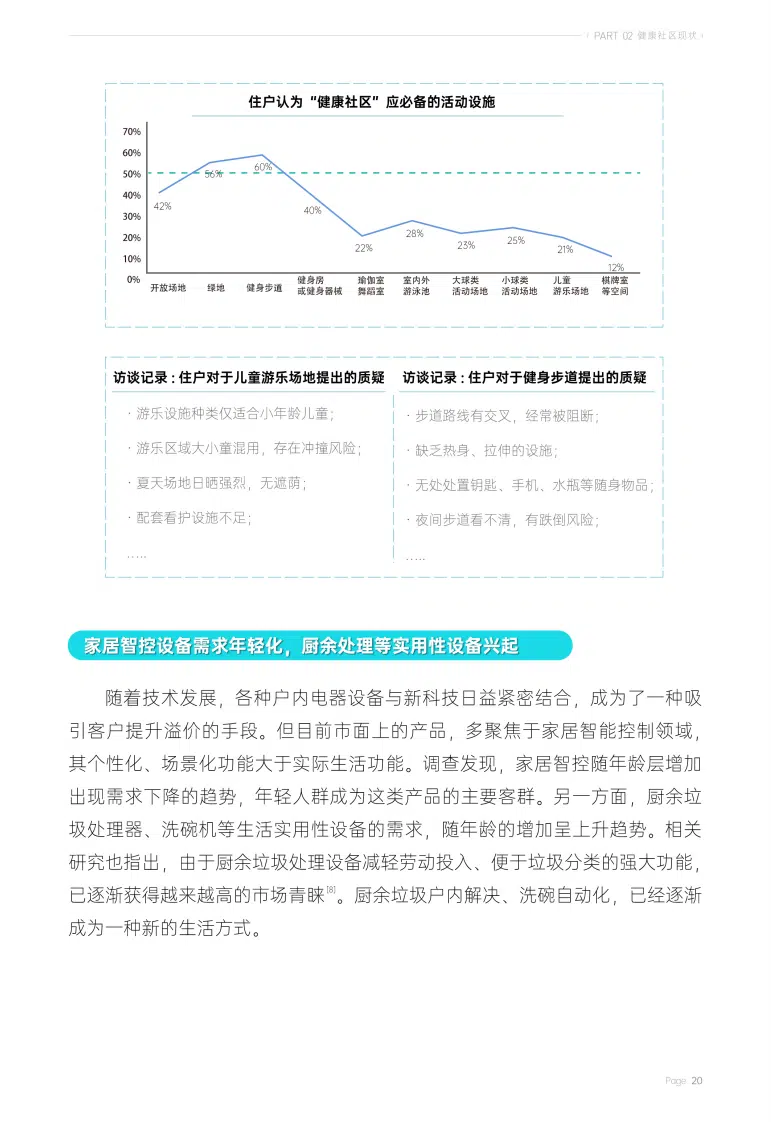 PART 02 健康社区现状
住户认为“健康社区”应必备的活动设施
70%
60%
50%
40%
30%
20%
10%
0%
42%
56%
60%
40%
22%
28%
23%
25%
21%
12%
开放场地
绿地
健身步道
健身房
或健身器械
瑜伽室
舞蹈室
室内外
游泳池
大球类
活动场地
小球类
活动场地
儿童
游乐场地
棋牌室
等空间
访谈记录：住户对于儿童游乐场地提出的质疑
· 游乐设施种类仅适合小年龄儿童；
· 游乐区域大小童混用，存在冲撞风险；
· 夏天场地日晒强烈，无遮荫；
· 配套看护设施不足；
.....
访谈记录：住户对于健身步道提出的质疑
· 步道路线有交叉，经常被阻断；
· 缺乏热身、拉伸的设施；
· 无处处置钥匙、手机、水瓶等随身物品；
· 夜间步道看不清，有跌倒风险；
.....
家居智控设备需求年轻化，厨余处理等实用性设备兴起
随着技术发展，各种户内电器设备与新科技日益紧密结合，成为了一种吸
引客户提升溢价的手段。但目前市面上的产品，多聚焦于家居智能控制领域，
其个性化、场景化功能大于实际生活功能。调查发现，家居智控随年龄层增加
出现需求下降的趋势，年轻人群成为这类产品的主要客群。另一方面，厨余垃
圾处理器、洗碗机等生活实用性设备的需求，随年龄的增加呈上升趋势。相关
研究也指出，由于厨余垃圾处理设备减轻劳动投入、便于垃圾分类的强大功能，
已逐渐获得越来越高的市场青睐[8]。厨余垃圾户内解决、洗碗自动化，已经逐渐
成为一种新的生活方式。
Page 20